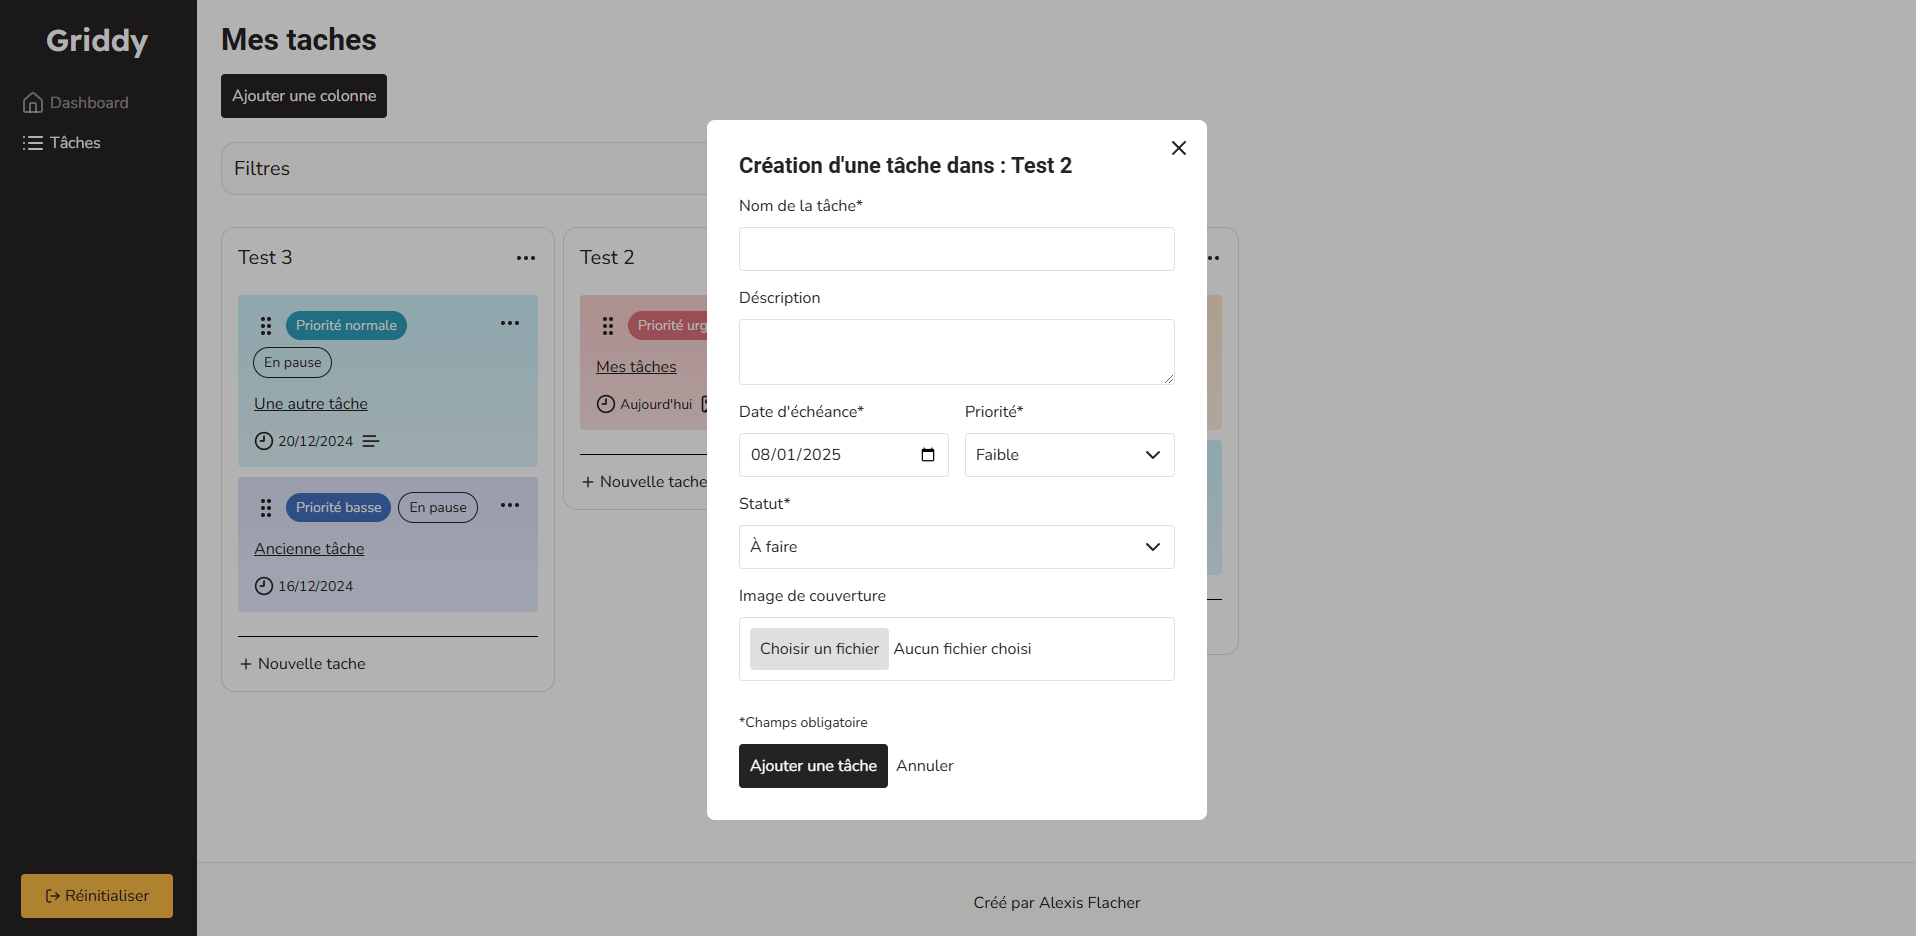 Griddy
Dashboard
Tâches
Réinitialiser
Mes taches
Ajouter une colonne
Filtres
Test 3
Priorité normale
En pause
Une autre tâche
20/12/2024
Priorité basse
En pause
Ancienne tâche
16/12/2024
+ Nouvelle tache
Test 2
Priorité urg
Mes tâches
Aujourd'hui
+ Nouvelle tache
Création d'une tâche dans : Test 2
Nom de la tâche*
Déscription
Date d'échéance*
Priorité*
08/01/2025
Faible
Statut*
À faire
Image de couverture
Choisir un fichier Aucun fichier choisi
*Champs obligatoire
Ajouter une tâche
Annuler
Créé par Alexis Flacher